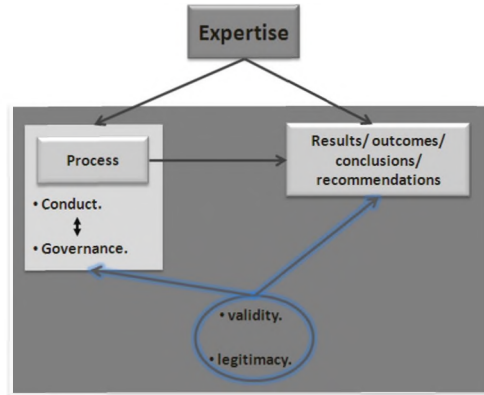 Expertise
Process
Results/ outcomes/
conclusions/
recommendations
• Conduct.
• Governance.
• validity.
• legitimacy.